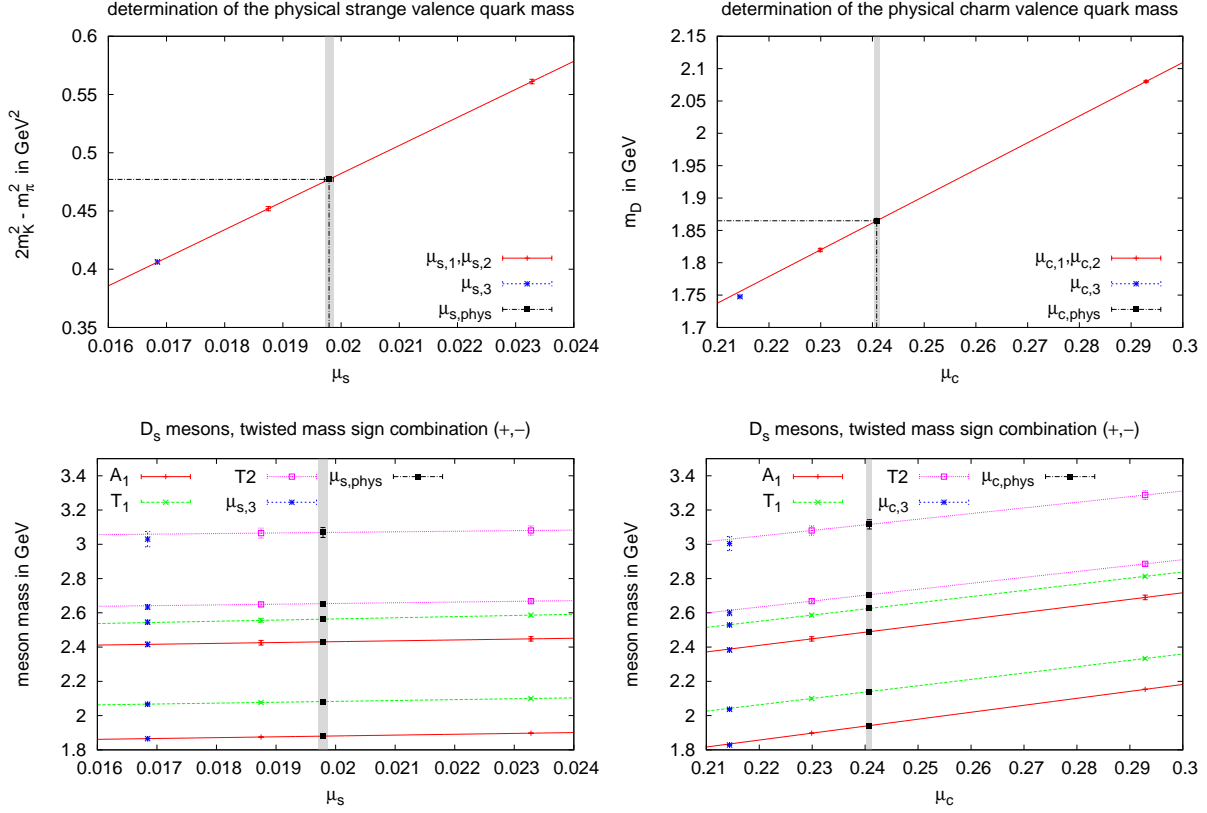 determination of the physical strange valence quark mass
0.6
0.55
0.5
0.45
0.4
0.35
2m_K^2 - m_π^2 in GeV^2
μ_s,1,μ_s,2
μ_s,3
μ_s,phys
0.016 0.017 0.018 0.019 0.02 0.021 0.022 0.023 0.024
μ_s
determination of the physical charm valence quark mass
2.15
2.1
2.05
2
1.95
1.9
1.85
1.8
1.75
1.7
m_D in GeV
μ_c,1,μ_c,2
μ_c,3
μ_c,phys
0.21 0.22 0.23 0.24 0.25 0.26 0.27 0.28 0.29 0.3
μ_c
D_s mesons, twisted mass sign combination (+,−)
3.4
3.2
3
2.8
2.6
2.4
2.2
2
1.8
meson mass in GeV
A_1 T2 μ_s,phys
T_1 μ_s,3
0.016 0.017 0.018 0.019 0.02 0.021 0.022 0.023 0.024
μ_s
D_s mesons, twisted mass sign combination (+,−)
3.4
3.2
3
2.8
2.6
2.4
2.2
2
1.8
meson mass in GeV
A_1 T2 μ_c,phys
T_1 μ_c,3
0.21 0.22 0.23 0.24 0.25 0.26 0.27 0.28 0.29 0.3
μ_c